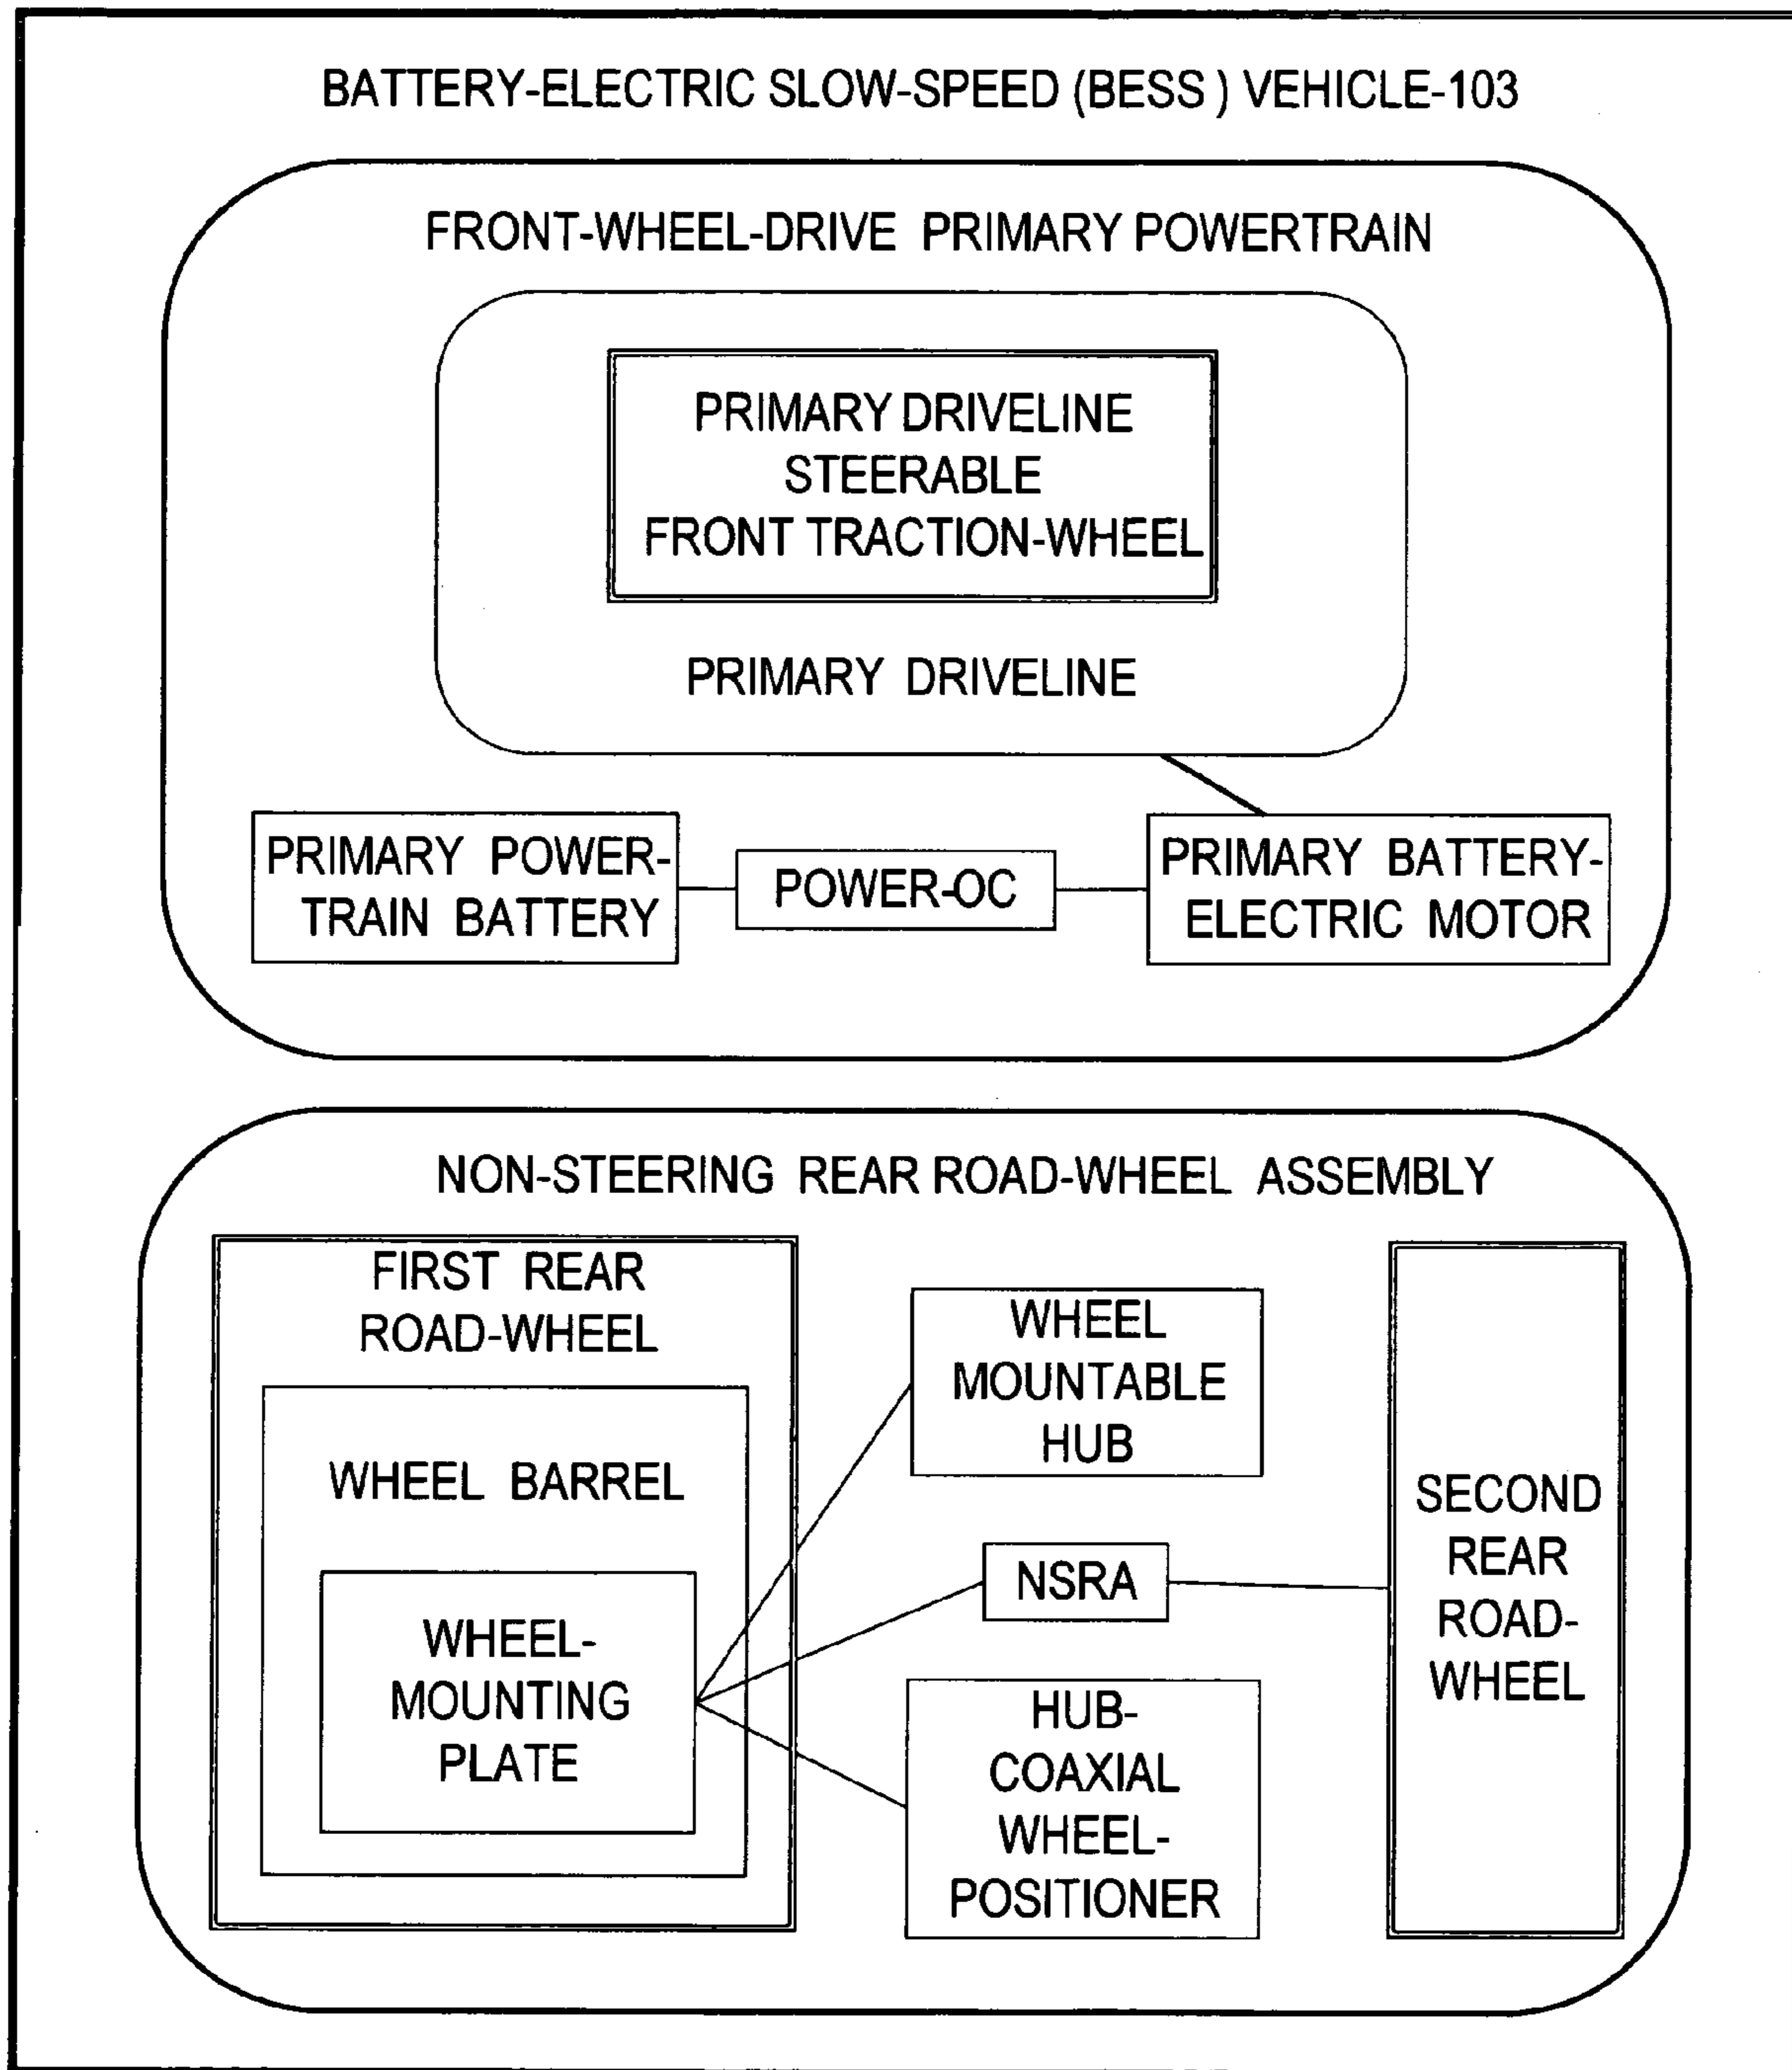 BATTERY-ELECTRIC SLOW-SPEED (BESS ) VEHICLE-103
FRONT-WHEEL-DRIVE PRIMARY POWERTRAIN
PRIMARY DRIVELINE
STEERABLE
FRONT TRACTION-WHEEL
PRIMARY DRIVELINE
PRIMARY POWER-
TRAIN BATTERY
POWER-OC
PRIMARY BATTERY-
ELECTRIC MOTOR
NON-STEERING REAR ROAD-WHEEL ASSEMBLY
FIRST REAR
ROAD-WHEEL
WHEEL BARREL
WHEEL-
MOUNTING
PLATE
WHEEL
MOUNTABLE
HUB
NSRA
HUB-
COAXIAL
WHEEL-
POSITIONER
SECOND
REAR
ROAD-
WHEEL